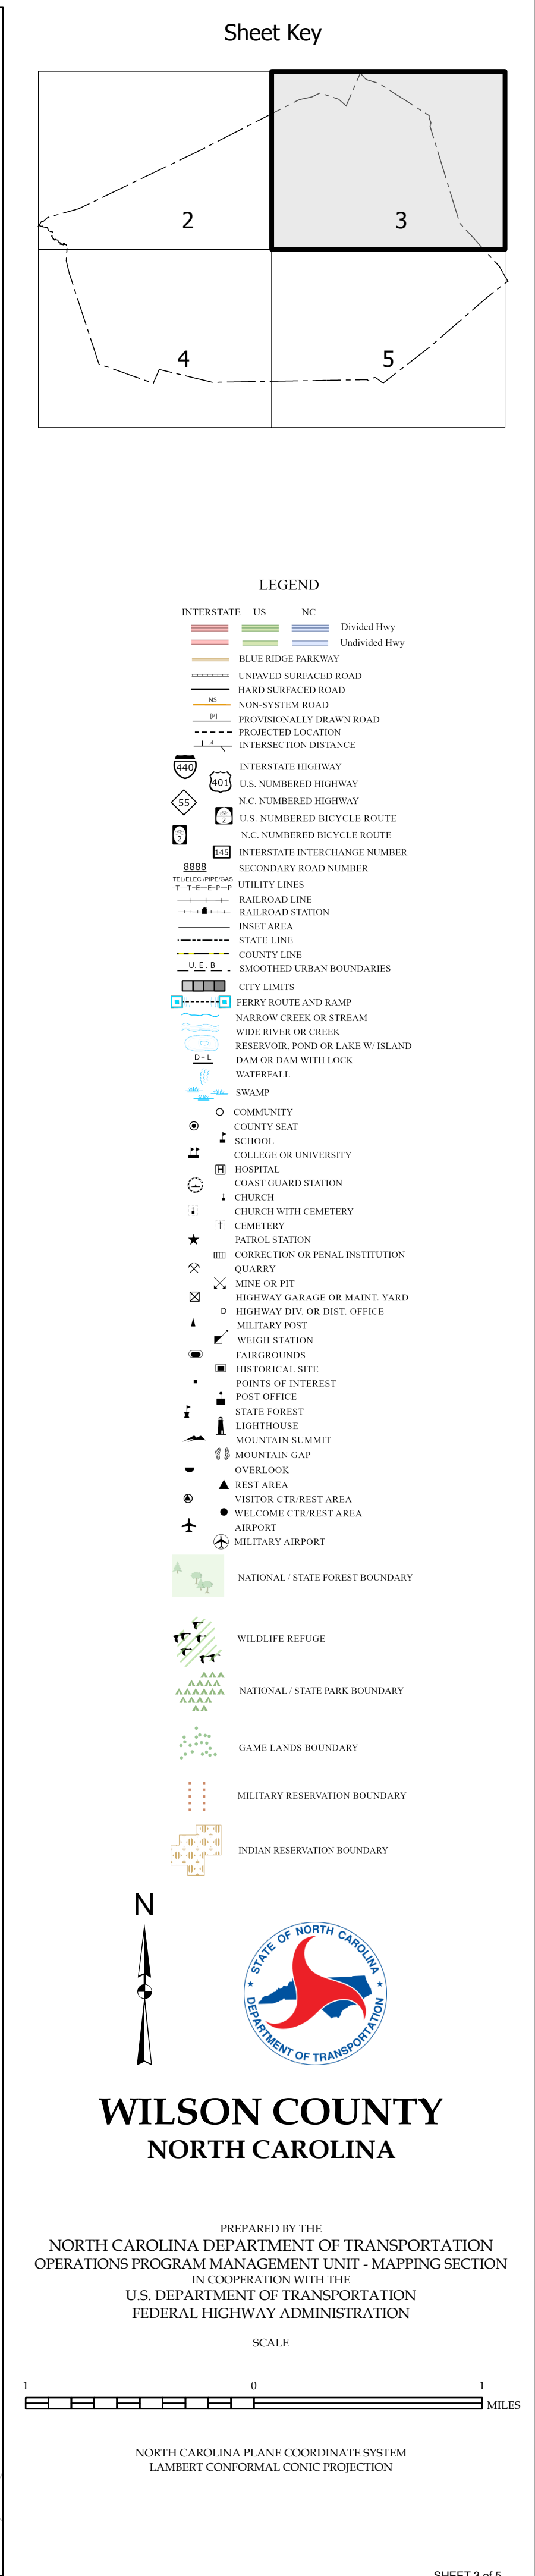 Sheet Key
2
3
4
5
LEGEND
INTERSTATE US NC
Divided Hwy
Undivided Hwy
BLUE RIDGE PARKWAY
UNPAVED SURFACED ROAD
HARD SURFACED ROAD
NS
NON-SYSTEM ROAD
[P]
PROVISIONALLY DRAWN ROAD
PROJECTED LOCATION
.4
INTERSECTION DISTANCE
440
INTERSTATE HIGHWAY
401
U.S. NUMBERED HIGHWAY
55
N.C. NUMBERED HIGHWAY
2
U.S. NUMBERED BICYCLE ROUTE
2
N.C. NUMBERED BICYCLE ROUTE
145
INTERSTATE INTERCHANGE NUMBER
8888
SECONDARY ROAD NUMBER
TEL/ELEC /PIPE/GAS
-T—T-E—E-P—P
UTILITY LINES
RAILROAD LINE
RAILROAD STATION
INSET AREA
STATE LINE
COUNTY LINE
U.E.B
SMOOTHED URBAN BOUNDARIES
CITY LIMITS
FERRY ROUTE AND RAMP
NARROW CREEK OR STREAM
WIDE RIVER OR CREEK
RESERVOIR, POND OR LAKE W/ ISLAND
D-L
DAM OR DAM WITH LOCK
WATERFALL
SWAMP
COMMUNITY
COUNTY SEAT
SCHOOL
COLLEGE OR UNIVERSITY
H
HOSPITAL
COAST GUARD STATION
CHURCH
CHURCH WITH CEMETERY
CEMETERY
PATROL STATION
CORRECTION OR PENAL INSTITUTION
QUARRY
MINE OR PIT
HIGHWAY GARAGE OR MAINT. YARD
D
HIGHWAY DIV. OR DIST. OFFICE
MILITARY POST
WEIGH STATION
FAIRGROUNDS
HISTORICAL SITE
POINTS OF INTEREST
POST OFFICE
STATE FOREST
LIGHTHOUSE
MOUNTAIN SUMMIT
MOUNTAIN GAP
OVERLOOK
REST AREA
VISITOR CTR/REST AREA
WELCOME CTR/REST AREA
AIRPORT
MILITARY AIRPORT
NATIONAL / STATE FOREST BOUNDARY
WILDLIFE REFUGE
NATIONAL / STATE PARK BOUNDARY
GAME LANDS BOUNDARY
MILITARY RESERVATION BOUNDARY
INDIAN RESERVATION BOUNDARY
N
STATE OF NORTH CAROLINA
DEPARTMENT OF TRANSPORTATION
WILSON COUNTY
NORTH CAROLINA
PREPARED BY THE
NORTH CAROLINA DEPARTMENT OF TRANSPORTATION
OPERATIONS PROGRAM MANAGEMENT UNIT - MAPPING SECTION
IN COOPERATION WITH THE
U.S. DEPARTMENT OF TRANSPORTATION
FEDERAL HIGHWAY ADMINISTRATION
SCALE
1 0 1
MILES
NORTH CAROLINA PLANE COORDINATE SYSTEM
LAMBERT CONFORMAL CONIC PROJECTION
SHEET 3 of 5